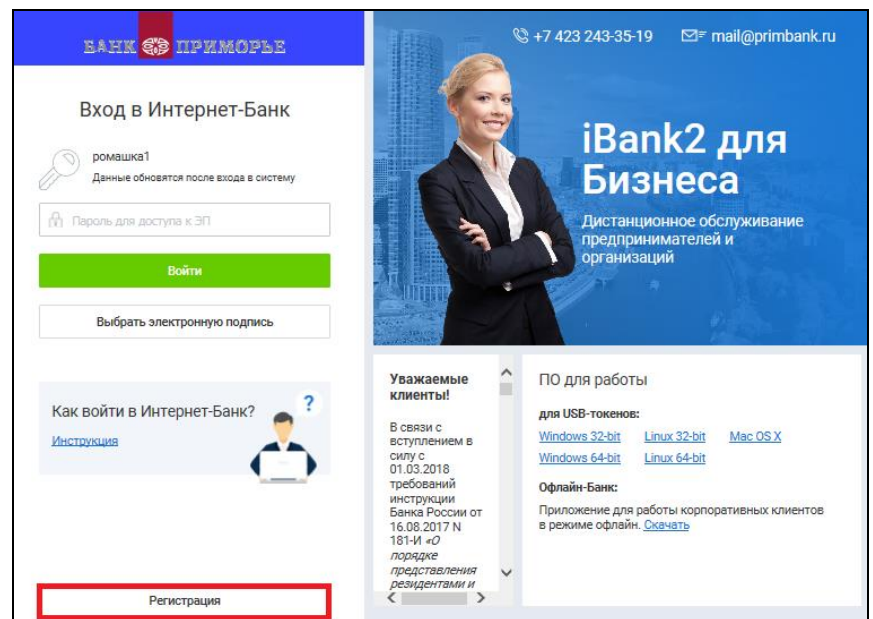 БАНК ПРИМОРЬЕ
Вход в Интернет-Банк
ромашка1
Данные обновятся после входа в систему
Пароль для доступа к ЭП
Войти
Выбрать электронную подпись
Как войти в Интернет-Банк?
?
Инструкция
Регистрация
+7 423 243-35-19 mail@primbank.ru
iBank2 для
Бизнеса
Дистанционное обслуживание
предпринимателей и
организаций
Уважаемые
клиенты!
В связи с
вступлением в
силу с
01.03.2018
требований
инструкции
Банка России от
16.08.2017 N
181-И «О
порядке
представления
резидентами и
ПО для работы
для USB-токенов:
Windows 32-bit Linux 32-bit Mac OS X
Windows 64-bit Linux 64-bit
Офлайн-Банк:
Приложение для работы корпоративных клиентов
в режиме офлайн. Скачать